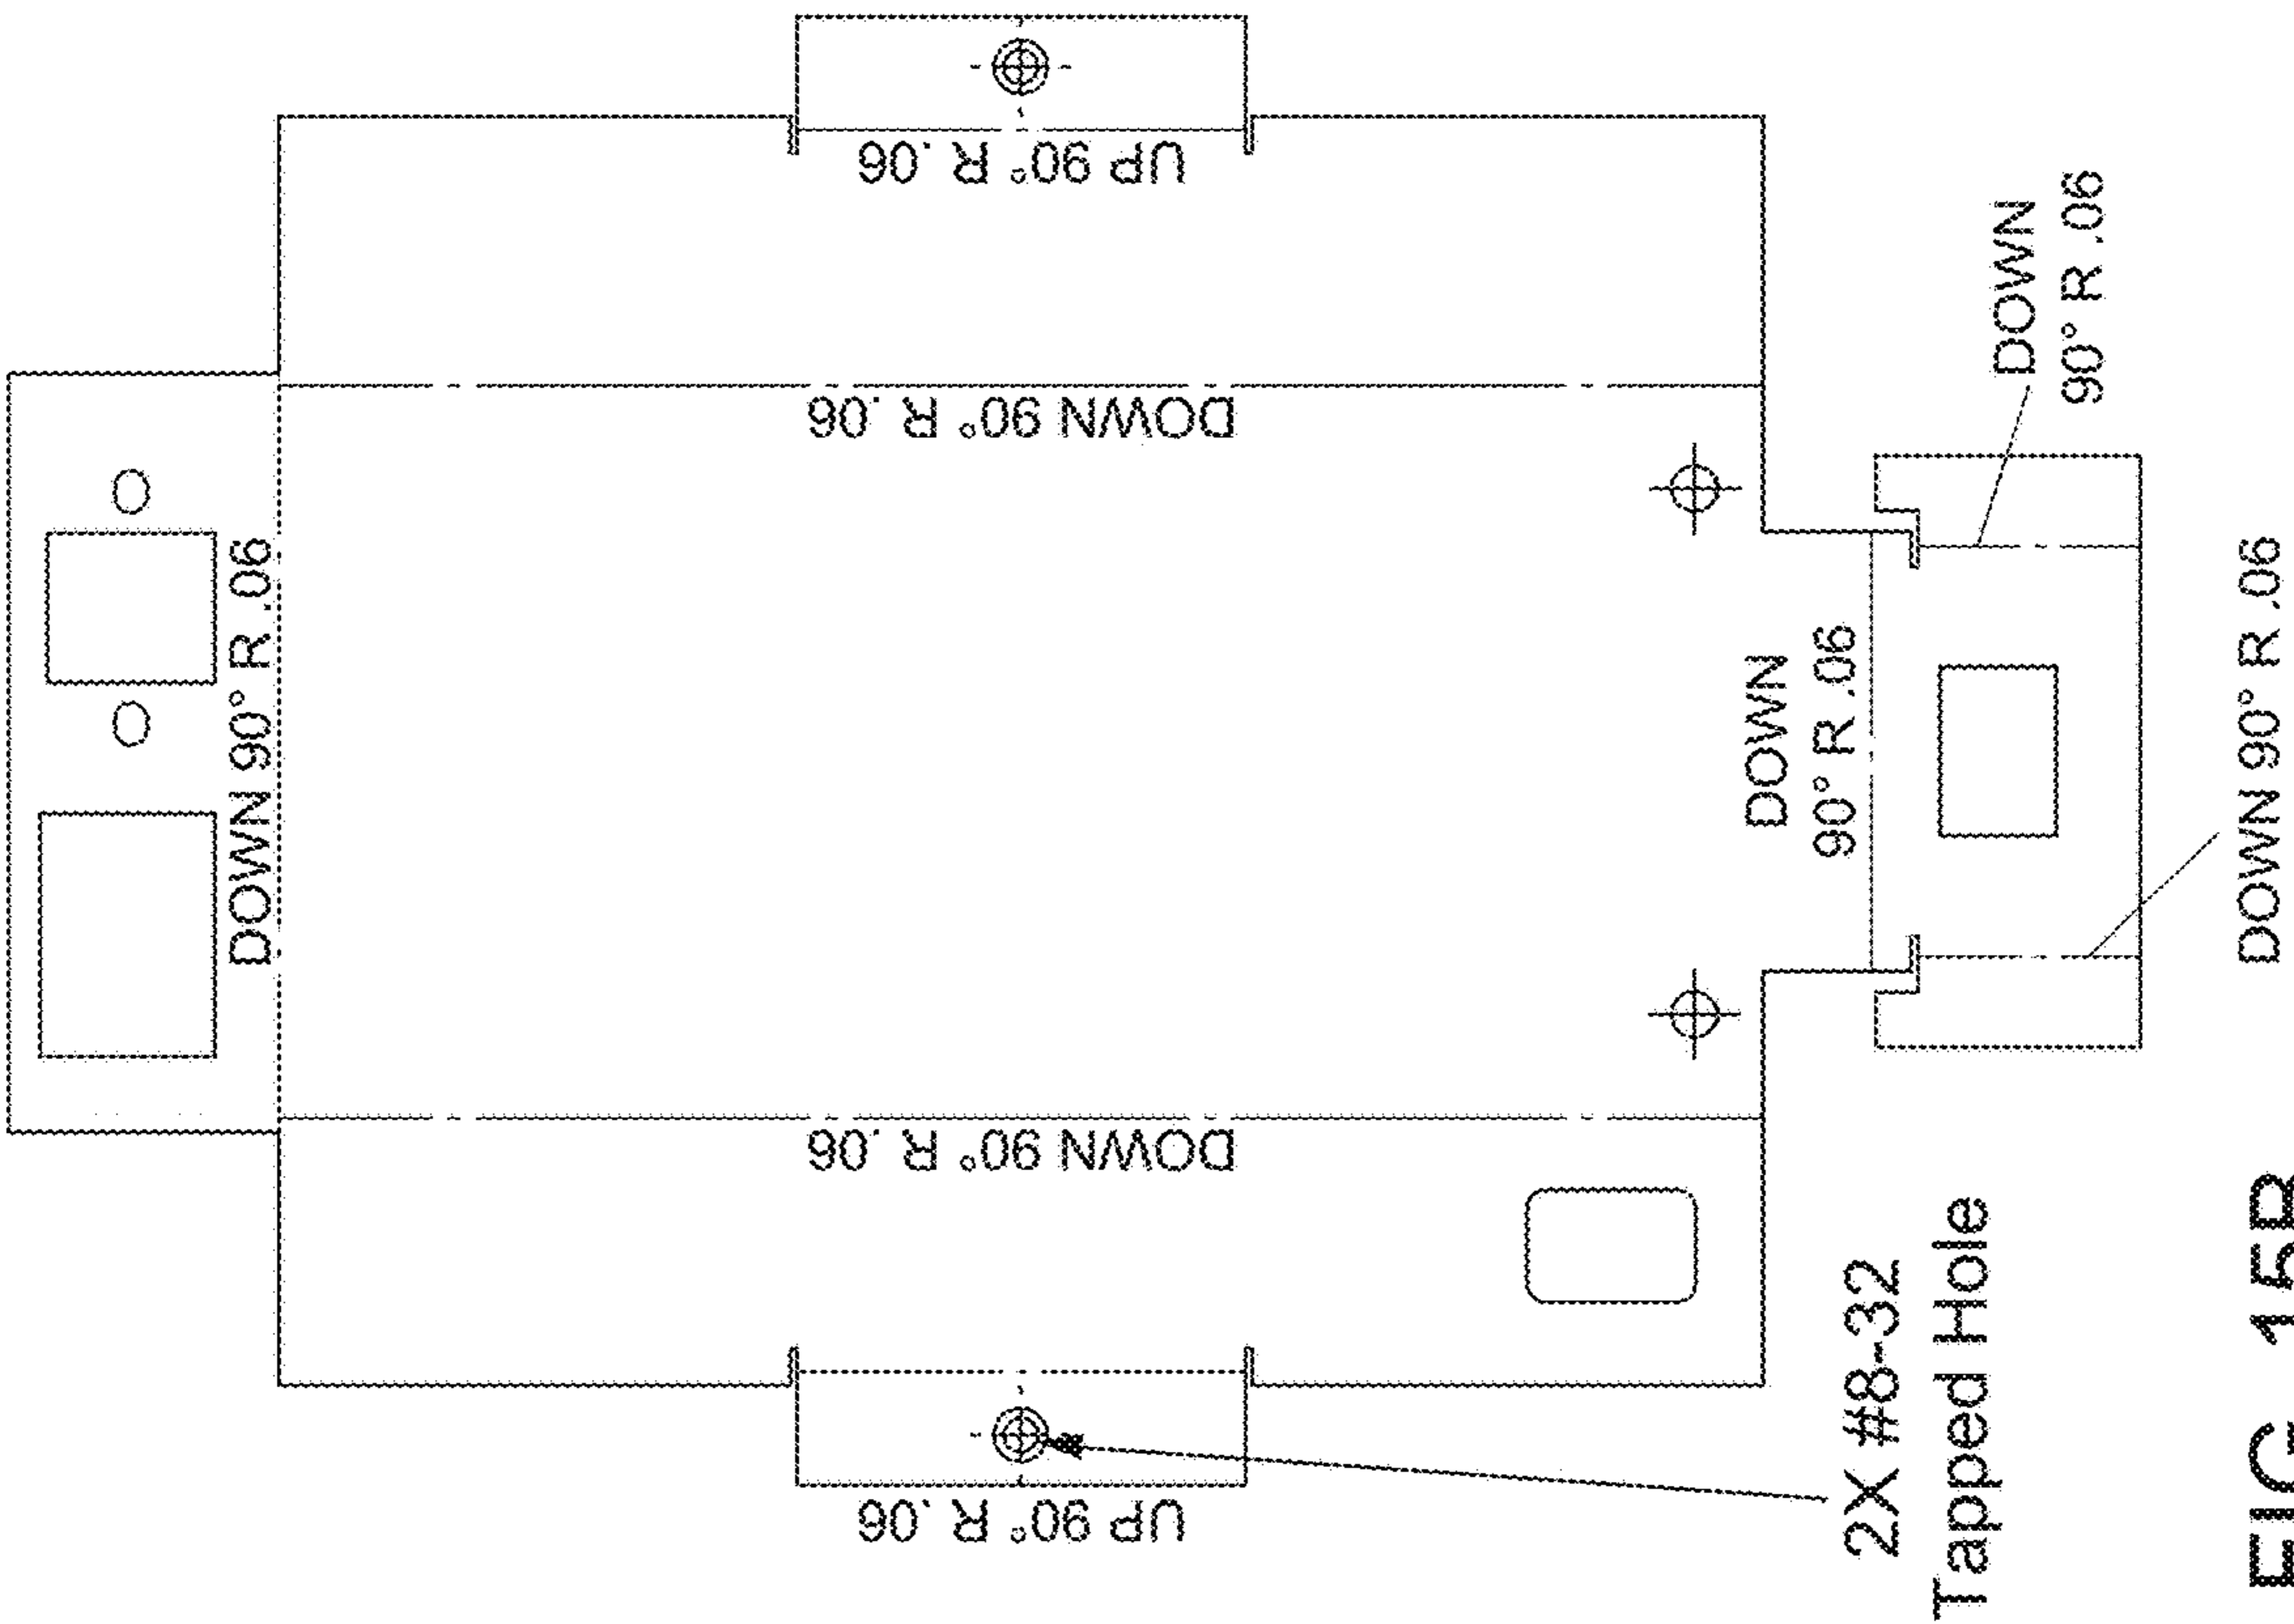 UP 90° R .06
DOWN 90° R .06
DOWN 90° R .06
DOWN
90° R .06
DOWN
90° R .06
DOWN 90° R .06
DOWN 90° R .06
UP 90° R .06
2X #8-32
Tapped Hole
FIG. 15B